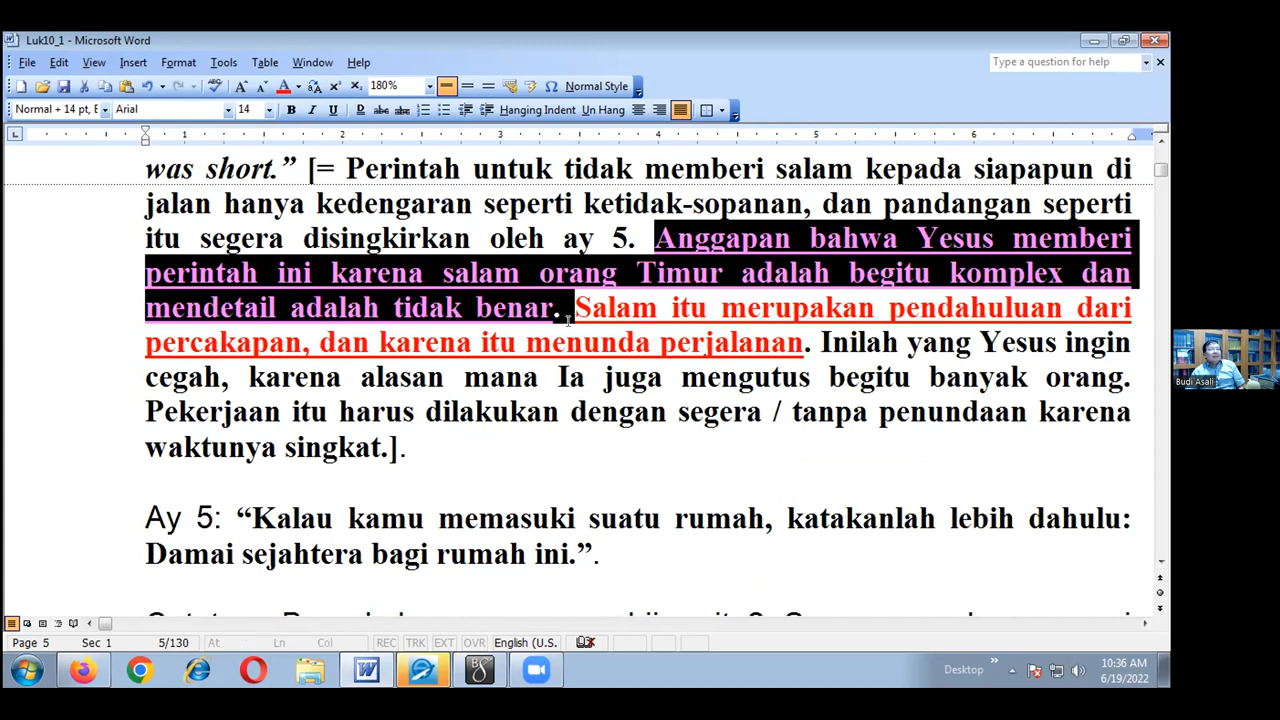 Luk10_1 - Microsoft Word
File Edit View Insert Format Tools Table Window Help
Type a question for help
180%
Normal Style
Normal + 14 pt, E
Arial
14
Hanging Indent Un Hang
1 2 3 4 5 6
was short.” [= Perintah untuk tidak memberi salam kepada siapapun di
jalan hanya kedengaran seperti ketidak-sopanan, dan pandangan seperti
itu segera disingkirkan oleh ay 5. Anggapan bahwa Yesus memberi
perintah ini karena salam orang Timur adalah begitu komplex dan
mendetail adalah tidak benar. Salam itu merupakan pendahuluan dari
percakapan, dan karena itu menunda perjalanan. Inilah yang Yesus ingin
cegah, karena alasan mana Ia juga mengutus begitu banyak orang.
Pekerjaan itu harus dilakukan dengan segera / tanpa penundaan karena
waktunya singkat.].
Budi Asali
Ay 5: “Kalau kamu memasuki suatu rumah, katakanlah lebih dahulu:
Damai sejahtera bagi rumah ini.”.
Page 5 Sec 1 5/130 At Ln Col REC TRK EXT OVR English (U.S.
Desktop
10:36 AM
6/19/2022